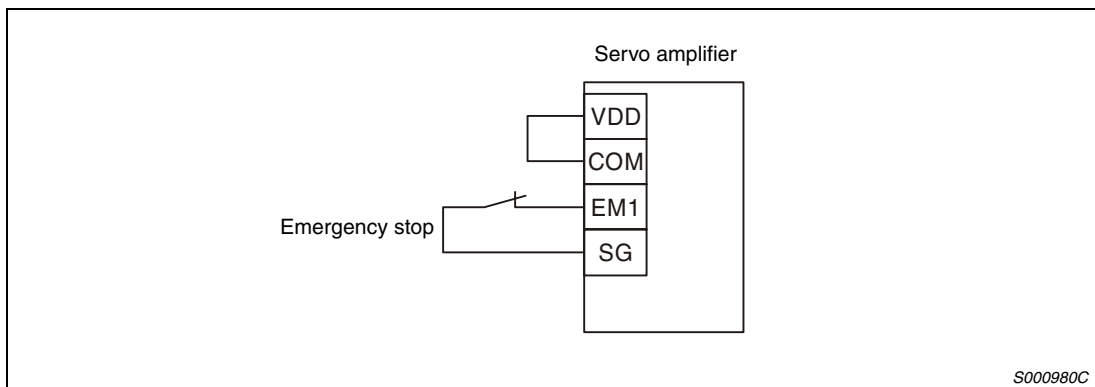 Servo amplifier
VDD
COM
EM1
Emergency stop
SG
S000980C